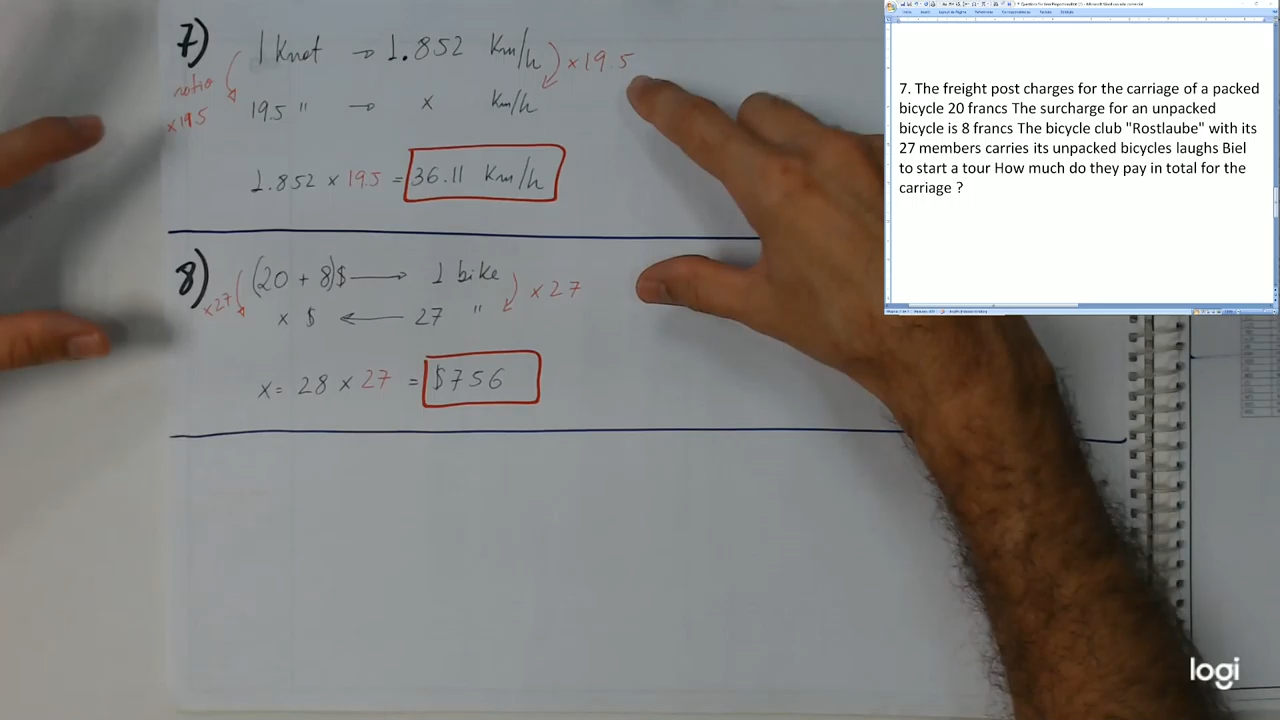 7)
1 Knot → 1.852 Km/h
× 19.5
ratio
×19.5
19.5 " → x Km/h
1.852 × 19.5 = 36.11 Km/h
8)
(20 + 8)$ → 1 bike
×27
× 27
x $ ← 27 "
x = 28 × 27 = $756
7. The freight post charges for the carriage of a packed
bicycle 20 francs The surcharge for an unpacked
bicycle is 8 francs The bicycle club "Rostlaube" with its
27 members carries its unpacked bicycles laughs Biel
to start a tour How much do they pay in total for the
carriage ?
logi